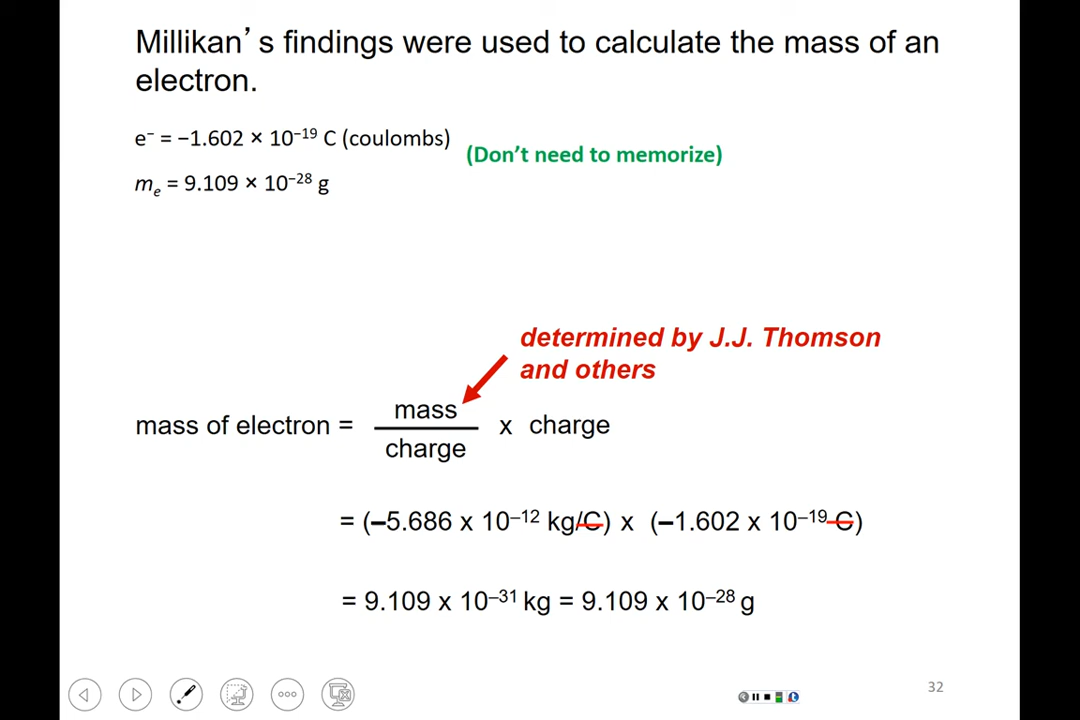 Millikan’s findings were used to calculate the mass of an
electron.
e⁻ = −1.602 × 10⁻¹⁹ C (coulombs)
(Don’t need to memorize)
mₑ = 9.109 × 10⁻²⁸ g
determined by J.J. Thomson
and others
mass
mass of electron = x charge
charge
= (–5.686 x 10⁻¹² kg/C) x (–1.602 x 10⁻¹⁹ C)
= 9.109 x 10⁻³¹ kg = 9.109 x 10⁻²⁸ g
32